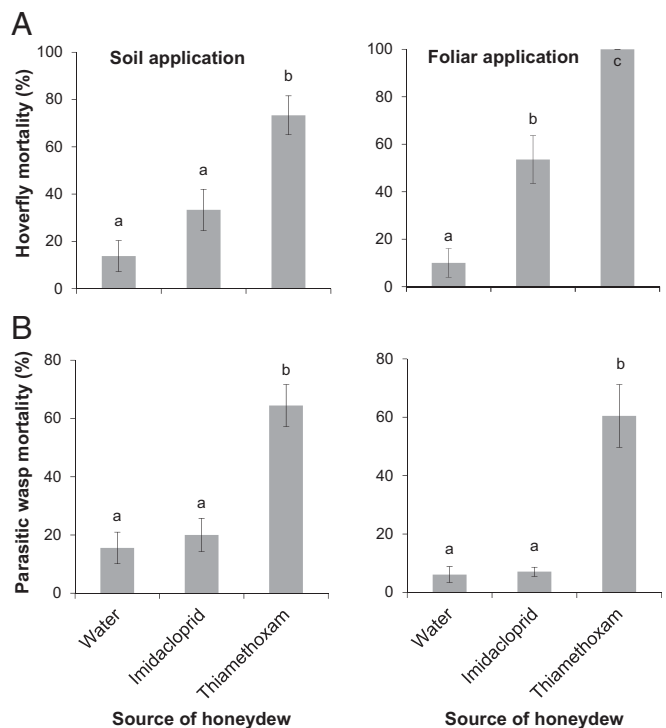 A
Soil application
Hoverfly mortality (%)
100
80
60
40
20
0
a
a
b
Foliar application
100
80
60
40
20
0
a
b
c
B
Parasitic wasp mortality (%)
80
60
40
20
0
a
a
b
Water
Imidacloprid
Thiamethoxam
Source of honeydew
80
60
40
20
0
a
a
b
Water
Imidacloprid
Thiamethoxam
Source of honeydew